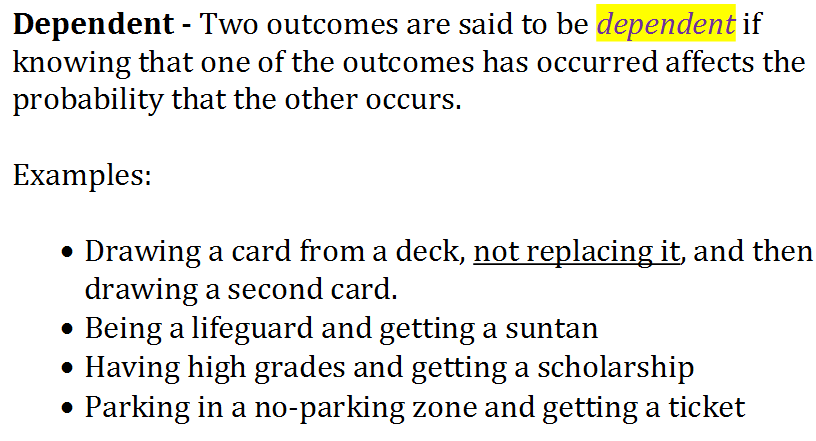 Dependent - Two outcomes are said to be dependent if
knowing that one of the outcomes has occurred affects the
probability that the other occurs.
Examples:
• Drawing a card from a deck, not replacing it, and then
drawing a second card.
• Being a lifeguard and getting a suntan
• Having high grades and getting a scholarship
• Parking in a no-parking zone and getting a ticket